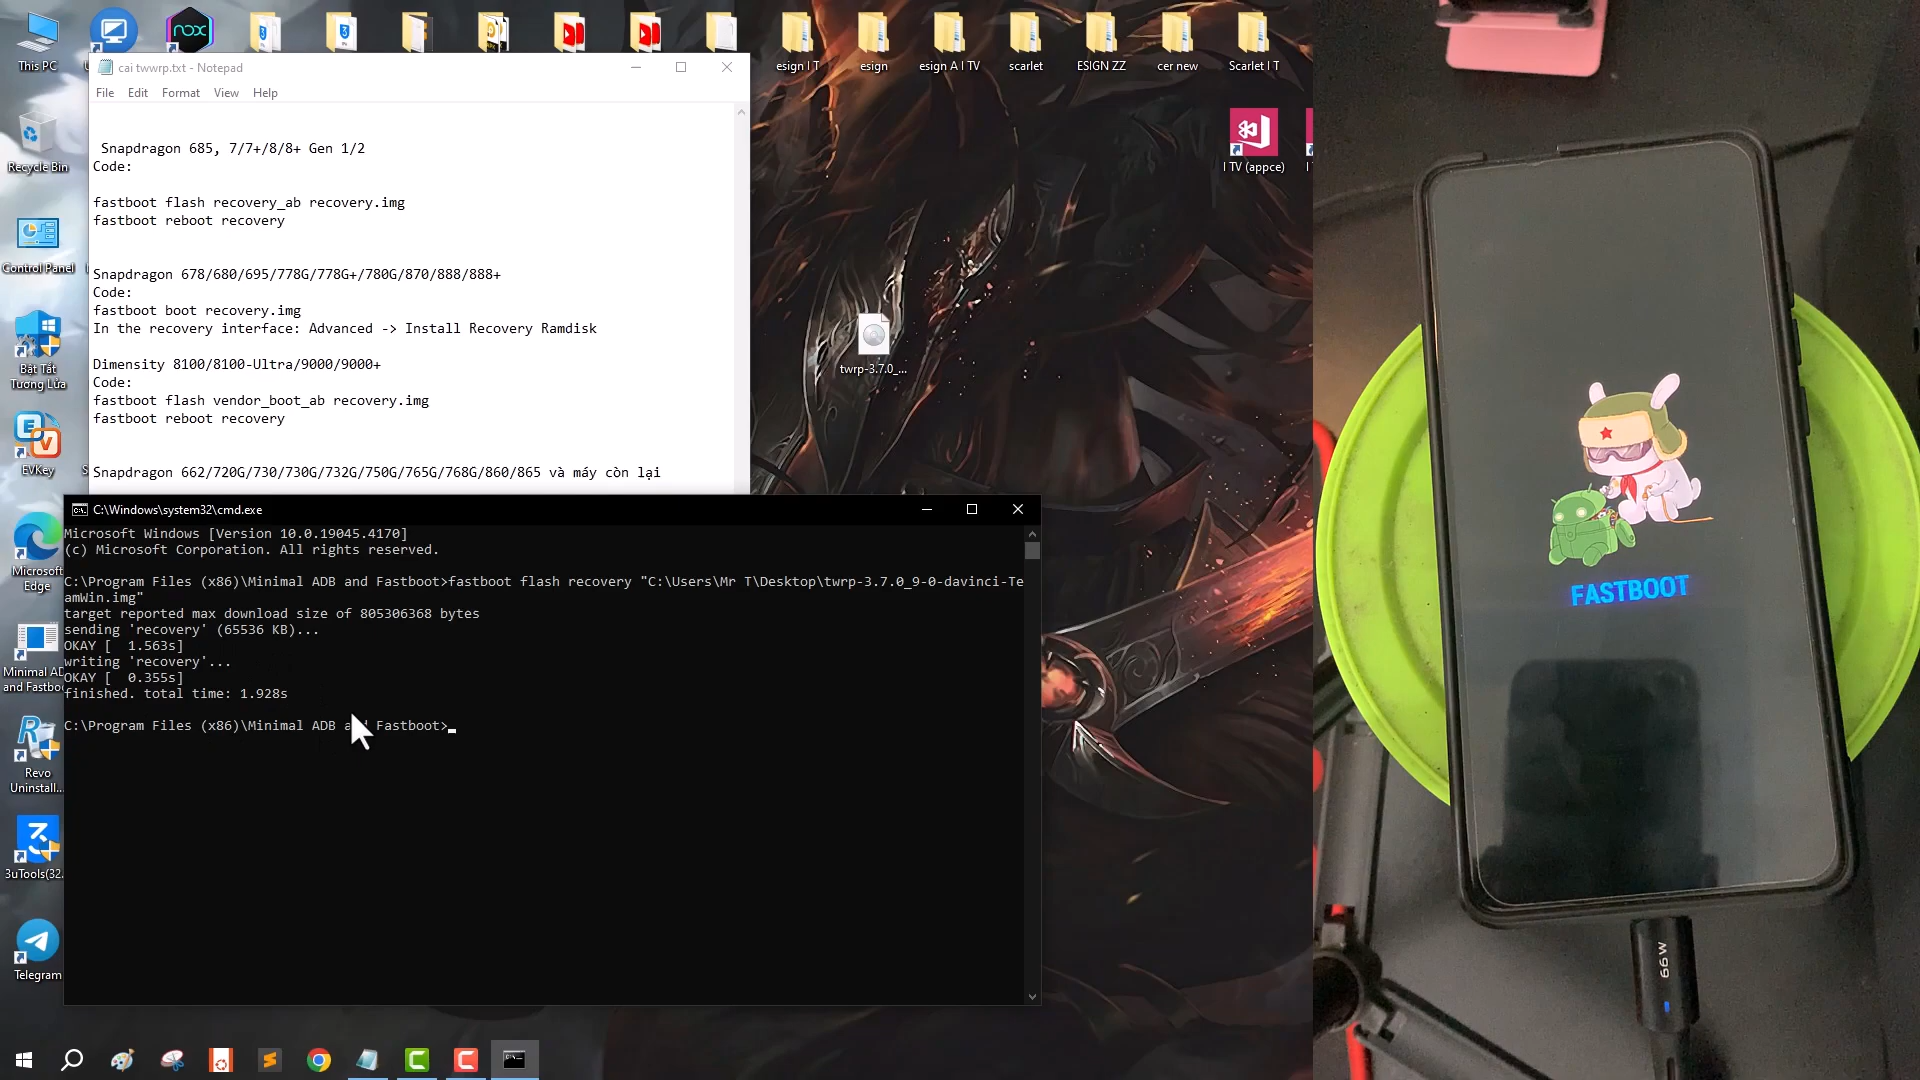 This PC
nox
esign I T
esign
esign A I TV
scarlet
ESIGN ZZ
cer new
Scarlet I T
cai twwrp.txt - Notepad
File Edit Format View Help
Snapdragon 685, 7/7+/8/8+ Gen 1/2
Code:
fastboot flash recovery_ab recovery.img
fastboot reboot recovery
Snapdragon 678/680/695/778G/778G+/780G/870/888/888+
Code:
fastboot boot recovery.img
In the recovery interface: Advanced -> Install Recovery Ramdisk
Dimensity 8100/8100-Ultra/9000/9000+
Code:
fastboot flash vendor_boot_ab recovery.img
fastboot reboot recovery
Snapdragon 662/720G/730/730G/732G/750G/765G/768G/860/865 và máy còn lại
Recycle Bin
Control Panel
Bật Tắt
Tương Lửa
EVKey
Microsoft
Edge
Minimal AD
and Fastbo
Revo
Uninstall...
3uTools(32.
Telegram
I TV (appce)
twrp-3.7.0_...
C:\Windows\system32\cmd.exe
Microsoft Windows [Version 10.0.19045.4170]
(c) Microsoft Corporation. All rights reserved.
C:\Program Files (x86)\Minimal ADB and Fastboot>fastboot flash recovery "C:\Users\Mr T\Desktop\twrp-3.7.0_9-0-davinci-Te
amWin.img"
target reported max download size of 805306368 bytes
sending 'recovery' (65536 KB)...
OKAY [  1.563s]
writing 'recovery'...
OKAY [  0.355s]
finished. total time: 1.928s
C:\Program Files (x86)\Minimal ADB and Fastboot>
FASTBOOT
66W